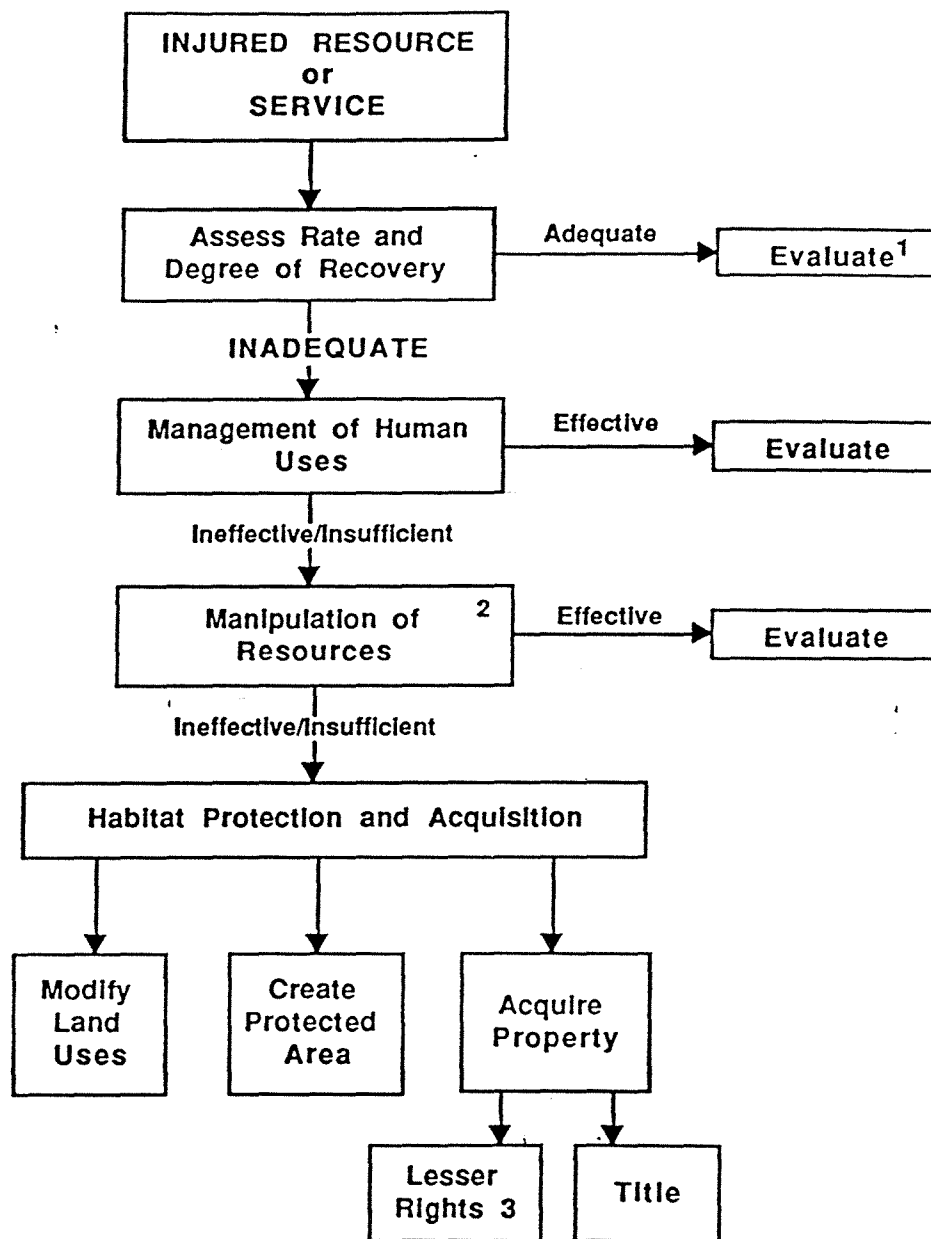 INJURED RESOURCE
or
SERVICE
Assess Rate and
Degree of Recovery
Adequate
Evaluate1
INADEQUATE
Management of Human
Uses
Effective
Evaluate
Ineffective/Insufficient
Manipulation of 2
Resources
Effective
Evaluate
Ineffective/Insufficient
Habitat Protection and Acquisition
Modify
Land
Uses
Create
Protected
Area
Acquire
Property
Lesser
Rights 3
Title